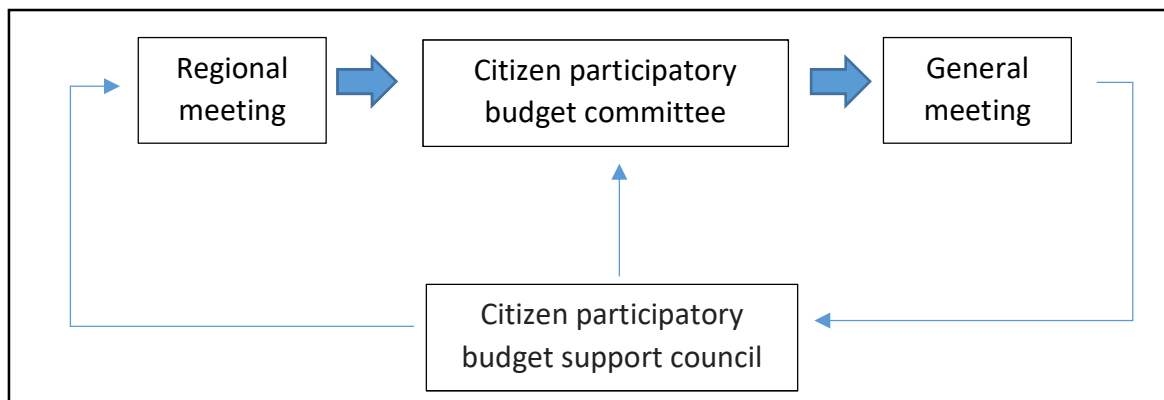 Regional
meeting
Citizen participatory
budget committee
General
meeting
Citizen participatory
budget support council